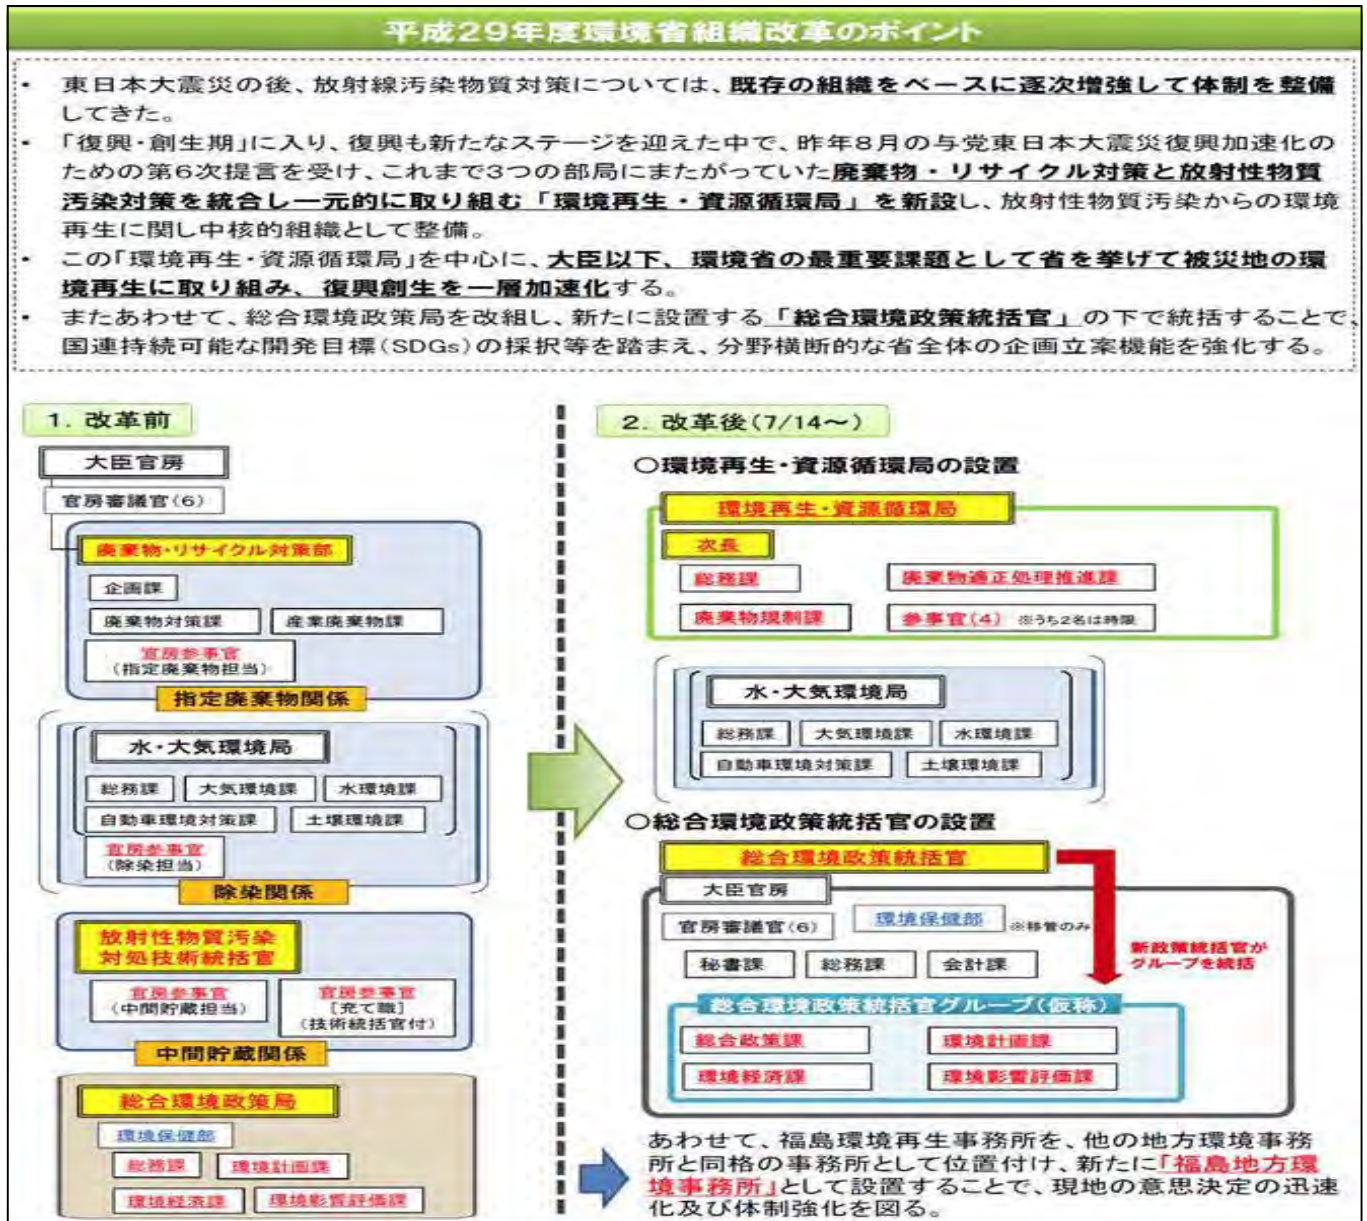 平成29年度環境省組織改革のポイント
・ 東日本大震災の後、放射線汚染物質対策については、既存の組織をベースに逐次増強して体制を整備
してきた。
・ 「復興・創生期」に入り、復興も新たなステージを迎えた中で、昨年8月の与党東日本大震災復興加速化の
ための第6次提言を受け、これまで3つの部局にまたがっていた廃棄物・リサイクル対策と放射性物質
汚染対策を統合し一元的に取り組む「環境再生・資源循環局」を新設し、放射性物質汚染からの環境
再生に関し中核的組織として整備。
・ この「環境再生・資源循環局」を中心に、大臣以下、環境省の最重要課題として省を挙げて被災地の環
境再生に取り組み、復興創生を一層加速化する。
・ またあわせて、総合環境政策局を改組し、新たに設置する「総合環境政策統括官」の下で統括することで、
国連持続可能な開発目標(SDGs)の採択等を踏まえ、分野横断的な省全体の企画立案機能を強化する。
1. 改革前
大臣官房
官房審議官(6)
廃棄物・リサイクル対策部
企画課
廃棄物対策課 産業廃棄物課
官房参事官
(指定廃棄物担当)
指定廃棄物関係
水・大気環境局
総務課 大気環境課 水環境課
自動車環境対策課 土壌環境課
官房参事官
(除染担当)
除染関係
放射性物質汚染
対処技術統括官
官房参事官
(中間貯蔵担当)
官房参事官
[充て職]
(技術統括官付)
中間貯蔵関係
総合環境政策局
環境保健部
総務課 環境計画課
環境経済課 環境影響評価課
2. 改革後(7/14~)
○環境再生・資源循環局の設置
環境再生・資源循環局
次長
総務課 廃棄物適正処理推進課
廃棄物規制課 参事官(4) ※うち2名は時限
水・大気環境局
総務課 大気環境課 水環境課
自動車環境対策課 土壌環境課
○総合環境政策統括官の設置
総合環境政策統括官
大臣官房
官房審議官(6) 環境保健部 ※移管のみ
秘書課 総務課 会計課
新政策統括官が
グループを統括
総合環境政策統括官グループ(仮称)
総合政策課 環境計画課
環境経済課 環境影響評価課
あわせて、福島環境再生事務所を、他の地方環境事務
所と同格の事務所として位置付け、新たに「福島地方環
境事務所」として設置することで、現地の意思決定の迅速
化及び体制強化を図る。